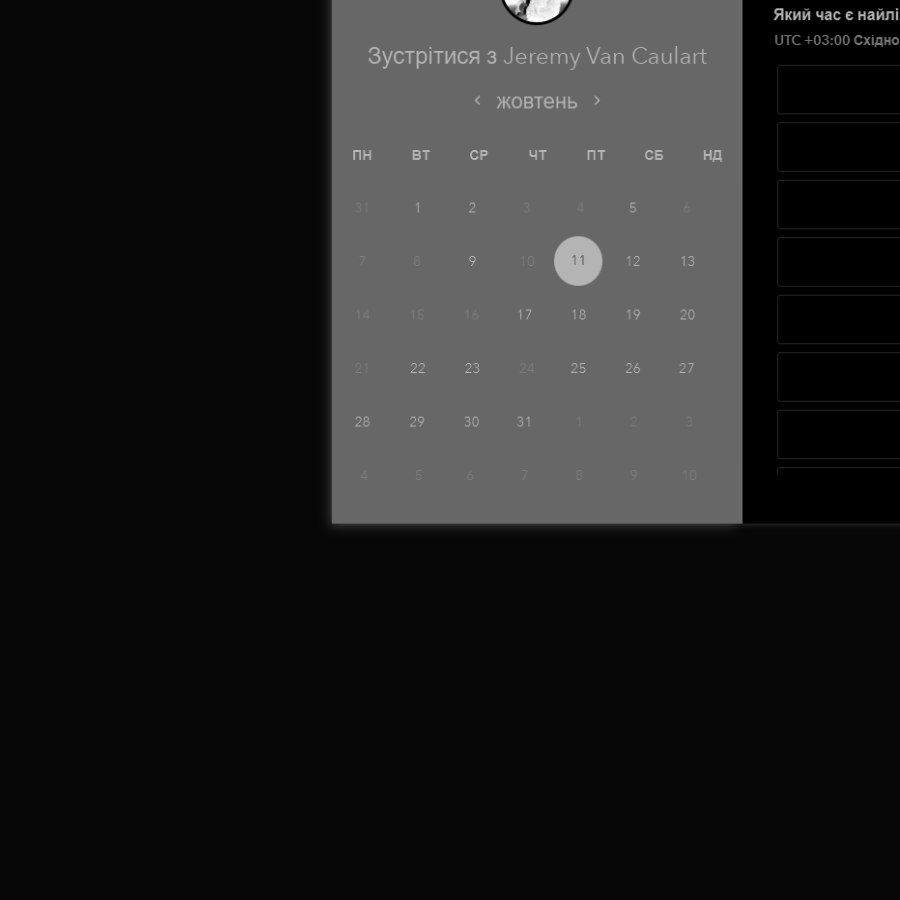 Який час є найлі
Зустрітися з Jeremy Van Caulart
UTC +03:00 Східно
жовтень
ПН ВТ СР ЧТ ПТ СБ НД
31 1 2 3 4 5 6
7 8 9 10 11 12 13
14 15 16 17 18 19 20
21 22 23 24 25 26 27
28 29 30 31 1 2 3
4 5 6 7 8 9 10